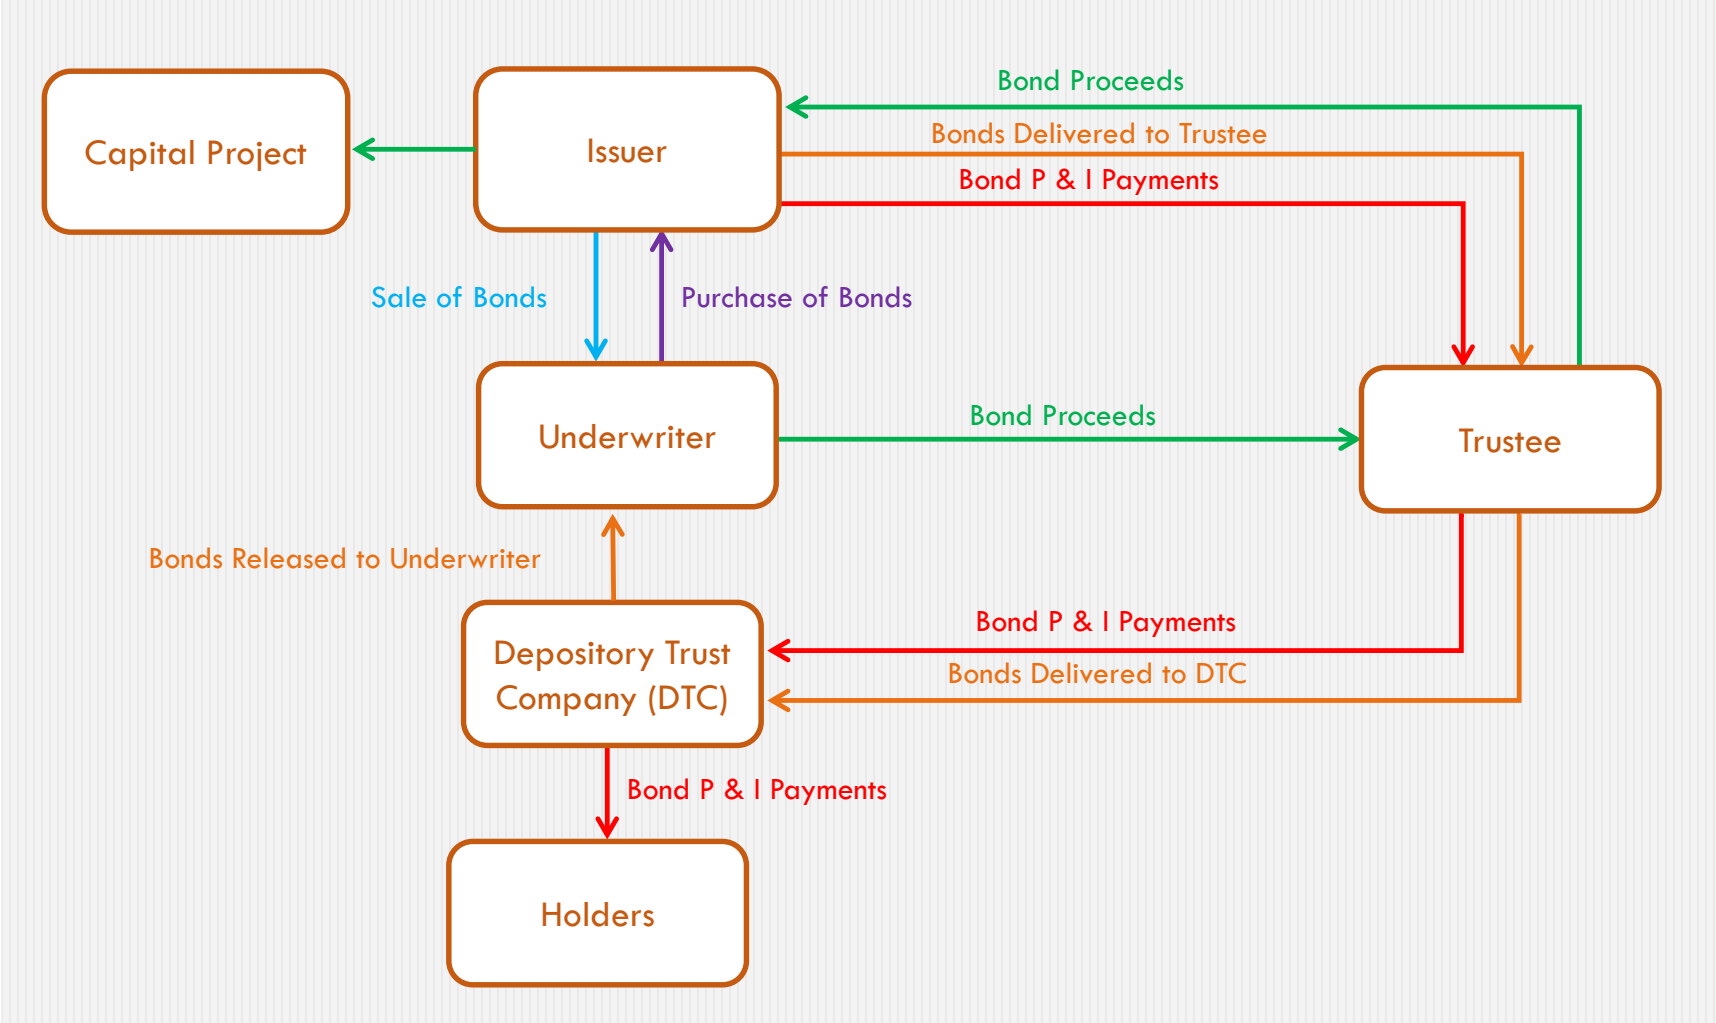 Bond Proceeds
Bonds Delivered to Trustee
Capital Project
Issuer
Bond P & I Payments
Sale of Bonds
Purchase of Bonds
Bond Proceeds
Underwriter
Trustee
Bonds Released to Underwriter
Bond P & I Payments
Depository Trust
Company (DTC)
Bonds Delivered to DTC
Bond P & I Payments
Holders